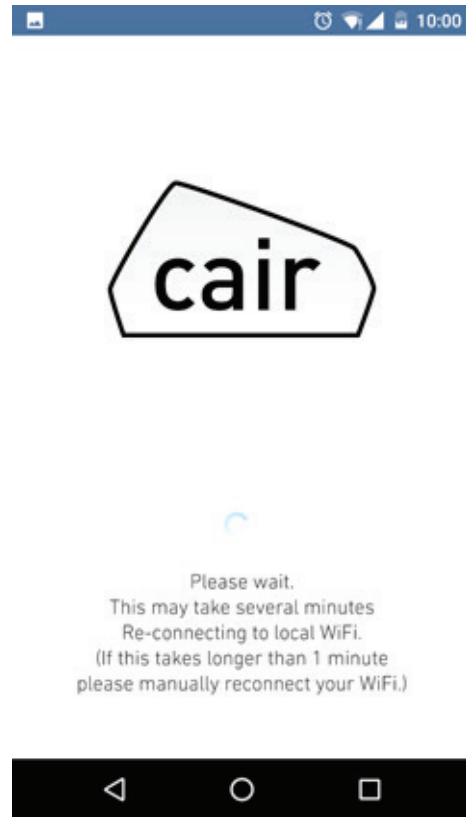 10:00
cair
Please wait.
This may take several minutes
Re-connecting to local WiFi.
(If this takes longer than 1 minute
please manually reconnect your WiFi.)